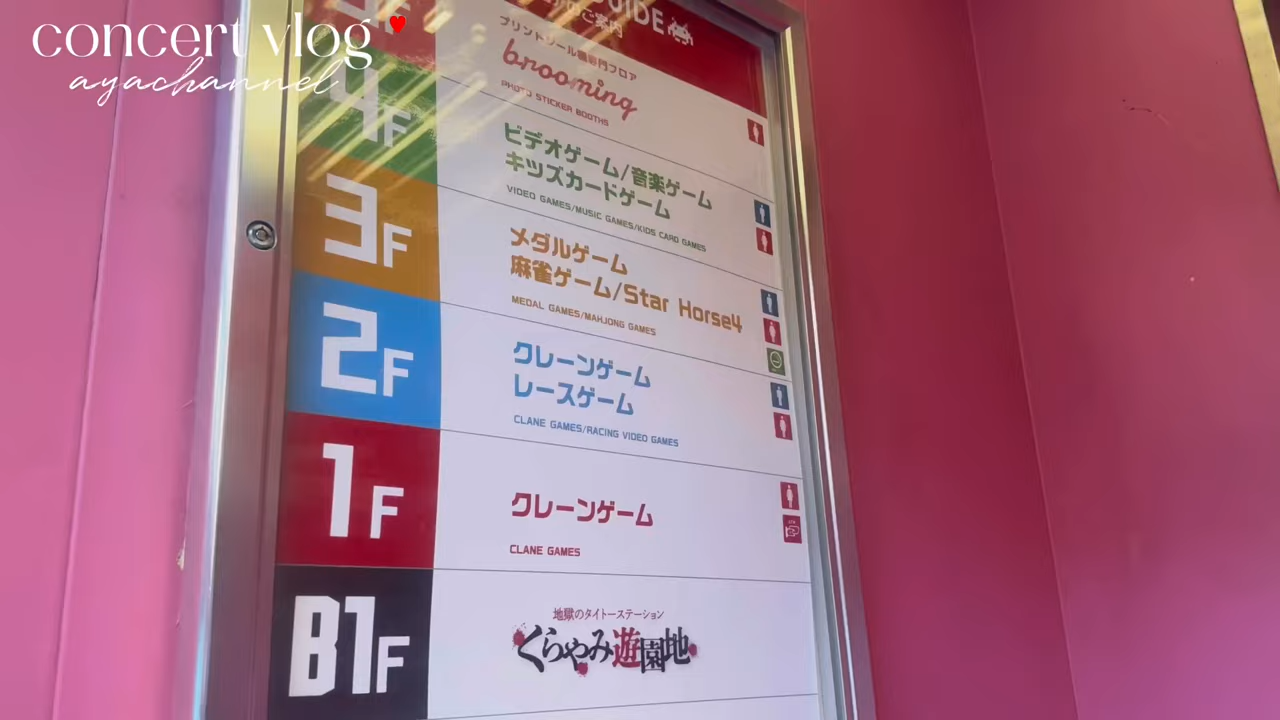 concert vlog
ayachannel
GUIDE
ご案内
プリントシール機専門フロア
brooming
PHOTO STICKER BOOTHS
4F
ビデオゲーム/音楽ゲーム
キッズカードゲーム
VIDEO GAMES/MUSIC GAMES/KIDS CARD GAMES
3F
メダルゲーム
麻雀ゲーム/Star Horse4
MEDAL GAMES/MAHJONG GAMES
2F
クレーンゲーム
レースゲーム
CLANE GAMES/RACING VIDEO GAMES
1F
クレーンゲーム
CLANE GAMES
B1F
地獄のタイトーステーション
くらやみ遊園地